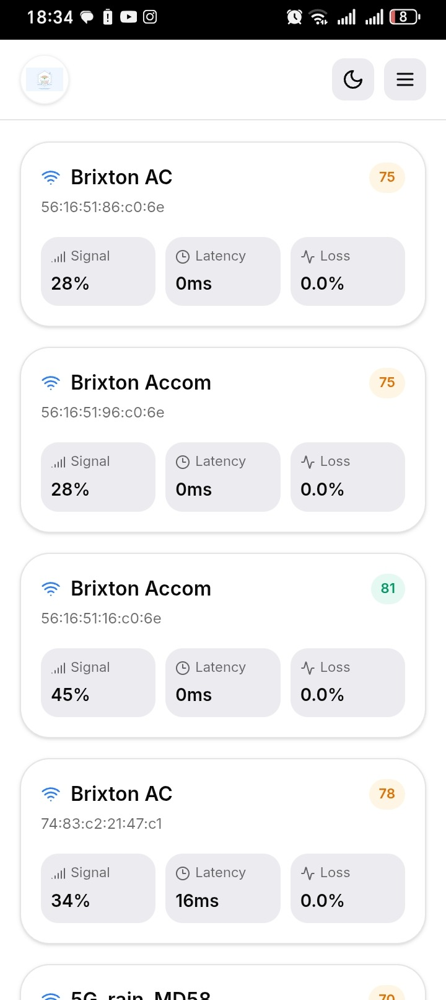 18:34
8
Brixton AC 75
56:16:51:86:c0:6e
Signal Latency Loss
28% 0ms 0.0%
Brixton Accom 75
56:16:51:96:c0:6e
Signal Latency Loss
28% 0ms 0.0%
Brixton Accom 81
56:16:51:16:c0:6e
Signal Latency Loss
45% 0ms 0.0%
Brixton AC 78
74:83:c2:21:47:c1
Signal Latency Loss
34% 16ms 0.0%
5G_rain_MD58 70